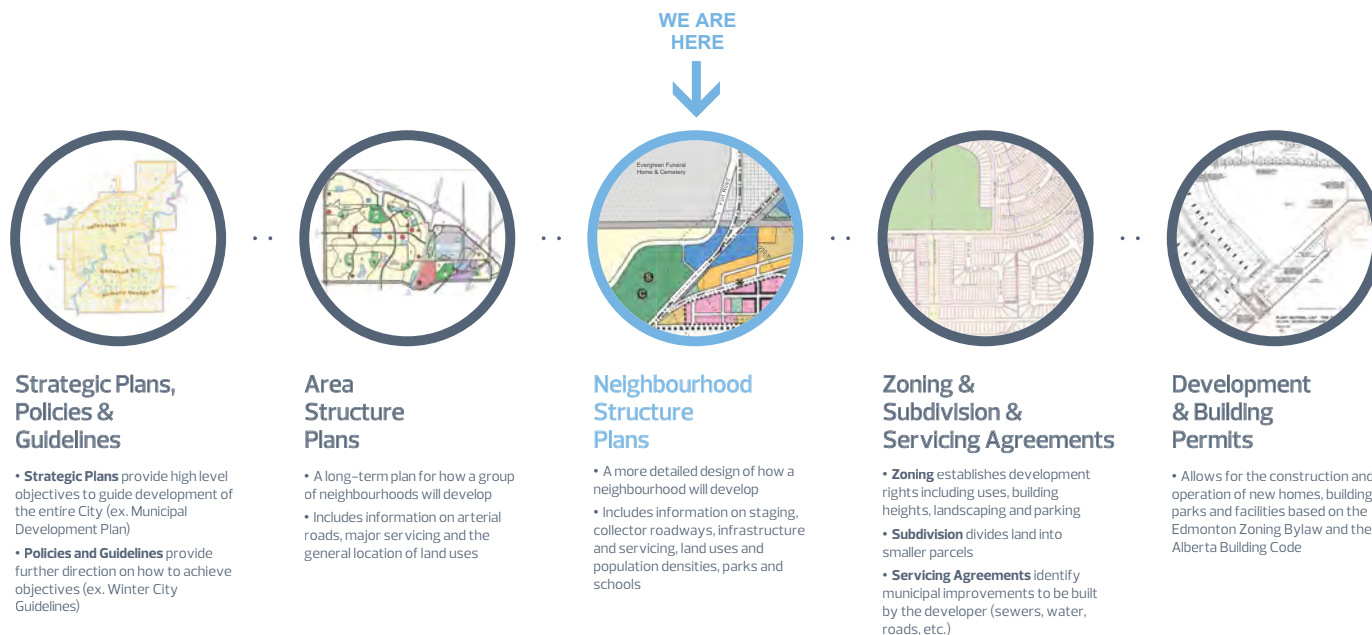 WE ARE
HERE
Evergreen Funeral
Home & Cemetery
S
C
Strategic Plans,
Policies &
Guidelines
• Strategic Plans provide high level
objectives to guide development of
the entire City (ex. Municipal
Development Plan)
• Policies and Guidelines provide
further direction on how to achieve
objectives (ex. Winter City
Guidelines)
Area
Structure
Plans
• A long-term plan for how a group
of neighbourhoods will develop
• Includes information on arterial
roads, major servicing and the
general location of land uses
Neighbourhood
Structure
Plans
• A more detailed design of how a
neighbourhood will develop
• Includes information on staging,
collector roadways, infrastructure
and servicing, land uses and
population densities, parks and
schools
Zoning &
Subdivision &
Servicing Agreements
• Zoning establishes development
rights including uses, building
heights, landscaping and parking
• Subdivision divides land into
smaller parcels
• Servicing Agreements identify
municipal improvements to be built
by the developer (sewers, water,
roads, etc.)
Development
& Building
Permits
• Allows for the construction and
operation of new homes, building
parks and facilities based on the
Edmonton Zoning Bylaw and the
Alberta Building Code